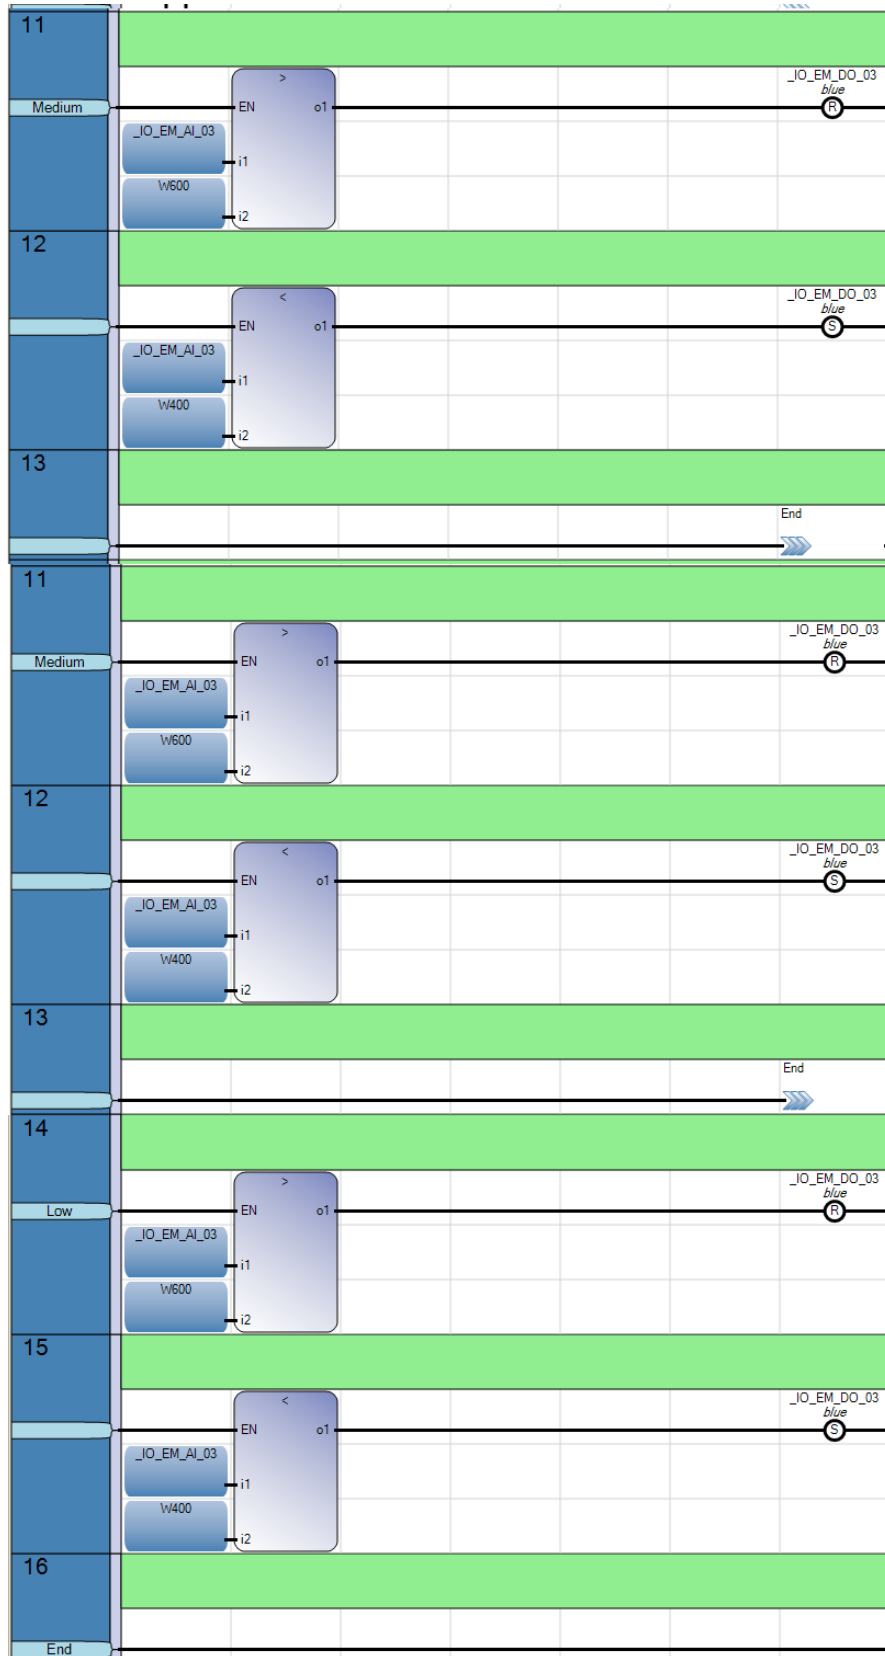 11
>
_IO_EM_DO_03
blue
Medium
EN
o1
R
_IO_EM_AI_03
i1
W600
i2
12
<
_IO_EM_DO_03
blue
EN
o1
S
_IO_EM_AI_03
i1
W400
i2
13
End
11
>
_IO_EM_DO_03
blue
Medium
EN
o1
R
_IO_EM_AI_03
i1
W600
i2
12
<
_IO_EM_DO_03
blue
EN
o1
S
_IO_EM_AI_03
i1
W400
i2
13
End
14
>
_IO_EM_DO_03
blue
Low
EN
o1
R
_IO_EM_AI_03
i1
W600
i2
15
<
_IO_EM_DO_03
blue
EN
o1
S
_IO_EM_AI_03
i1
W400
i2
16
End